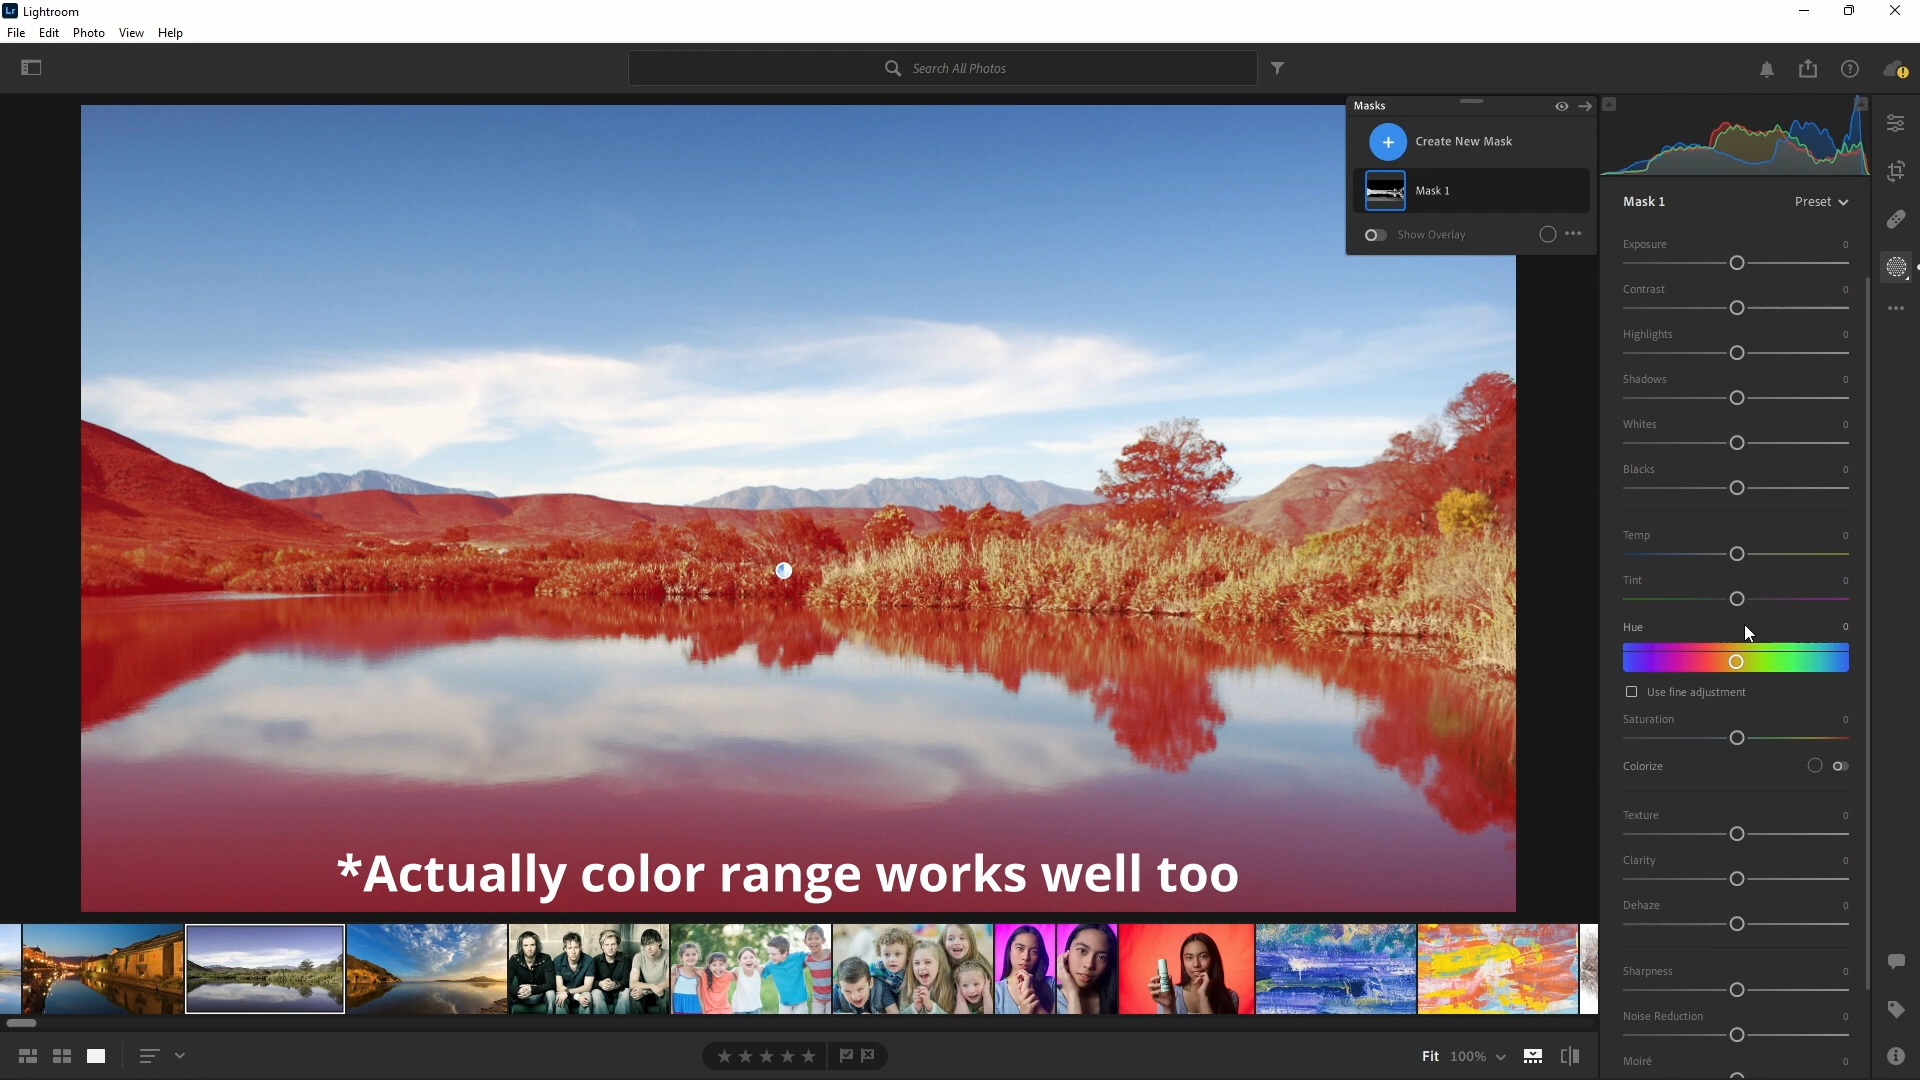 Lr Lightroom
File Edit Photo View Help
Search All Photos
Masks
Create New Mask
Mask 1
Show Overlay
Mask 1 Preset
Exposure 0
Contrast 0
Highlights 0
Shadows 0
Whites 0
Blacks 0
Temp 0
Tint 0
Hue 0
Use fine adjustment
Saturation 0
Colorize
Texture 0
Clarity 0
Dehaze 0
Sharpness 0
Noise Reduction 0
Moiré 0
*Actually color range works well too
Fit 100%